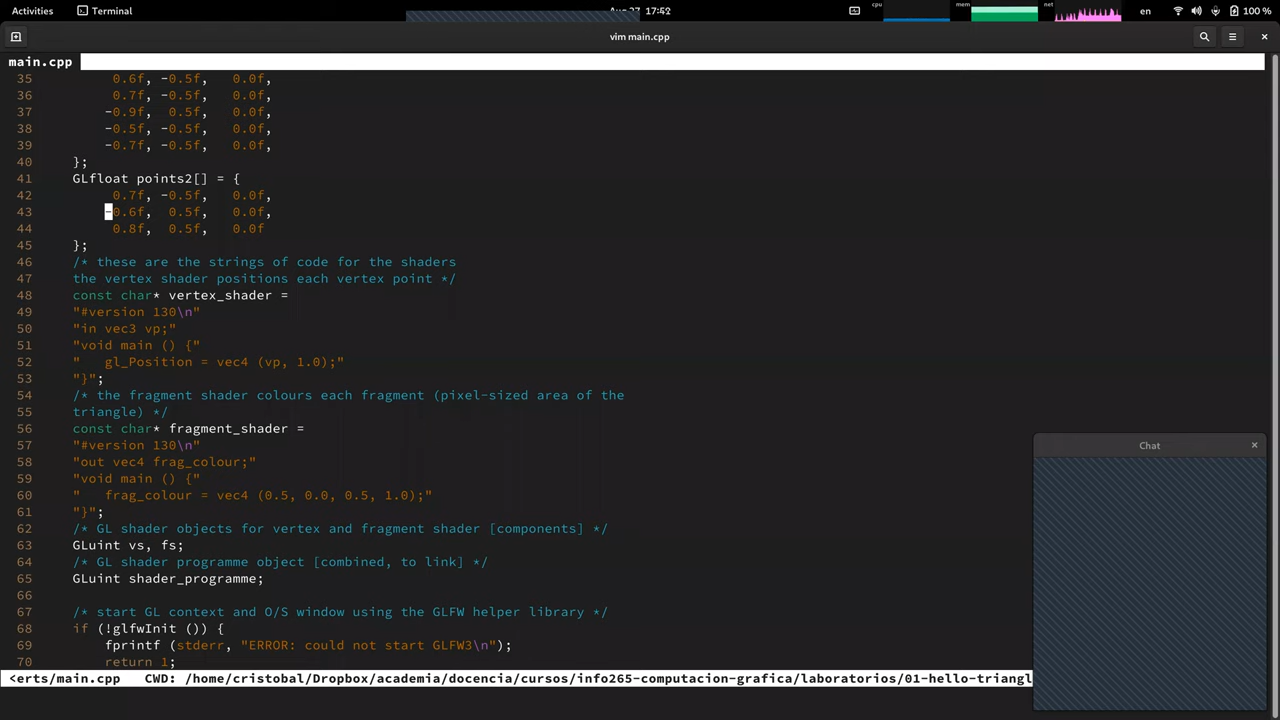 Activities Terminal Aug 27 17:52 cpu mem net en 100 %
vim main.cpp
main.cpp
35 0.6f, -0.5f, 0.0f,
36 0.7f, -0.5f, 0.0f,
37 -0.9f, 0.5f, 0.0f,
38 -0.5f, -0.5f, 0.0f,
39 -0.7f, -0.5f, 0.0f,
40 };
41 GLfloat points2[] = {
42 0.7f, -0.5f, 0.0f,
43 -0.6f, 0.5f, 0.0f,
44 0.8f, 0.5f, 0.0f
45 };
46 /* these are the strings of code for the shaders
47 the vertex shader positions each vertex point */
48 const char* vertex_shader =
49 "#version 130\n"
50 "in vec3 vp;"
51 "void main () {"
52 " gl_Position = vec4 (vp, 1.0);"
53 "}";
54 /* the fragment shader colours each fragment (pixel-sized area of the
55 triangle) */
56 const char* fragment_shader =
57 "#version 130\n"
58 "out vec4 frag_colour;"
59 "void main () {"
60 " frag_colour = vec4 (0.5, 0.0, 0.5, 1.0);"
61 "}";
62 /* GL shader objects for vertex and fragment shader [components] */
63 GLuint vs, fs;
64 /* GL shader programme object [combined, to link] */
65 GLuint shader_programme;
66
67 /* start GL context and O/S window using the GLFW helper library */
68 if (!glfwInit ()) {
69 fprintf (stderr, "ERROR: could not start GLFW3\n");
70 return 1;
<erts/main.cpp CWD: /home/cristobal/Dropbox/academia/docencia/cursos/info265-computacion-grafica/laboratorios/01-hello-triangl
Chat